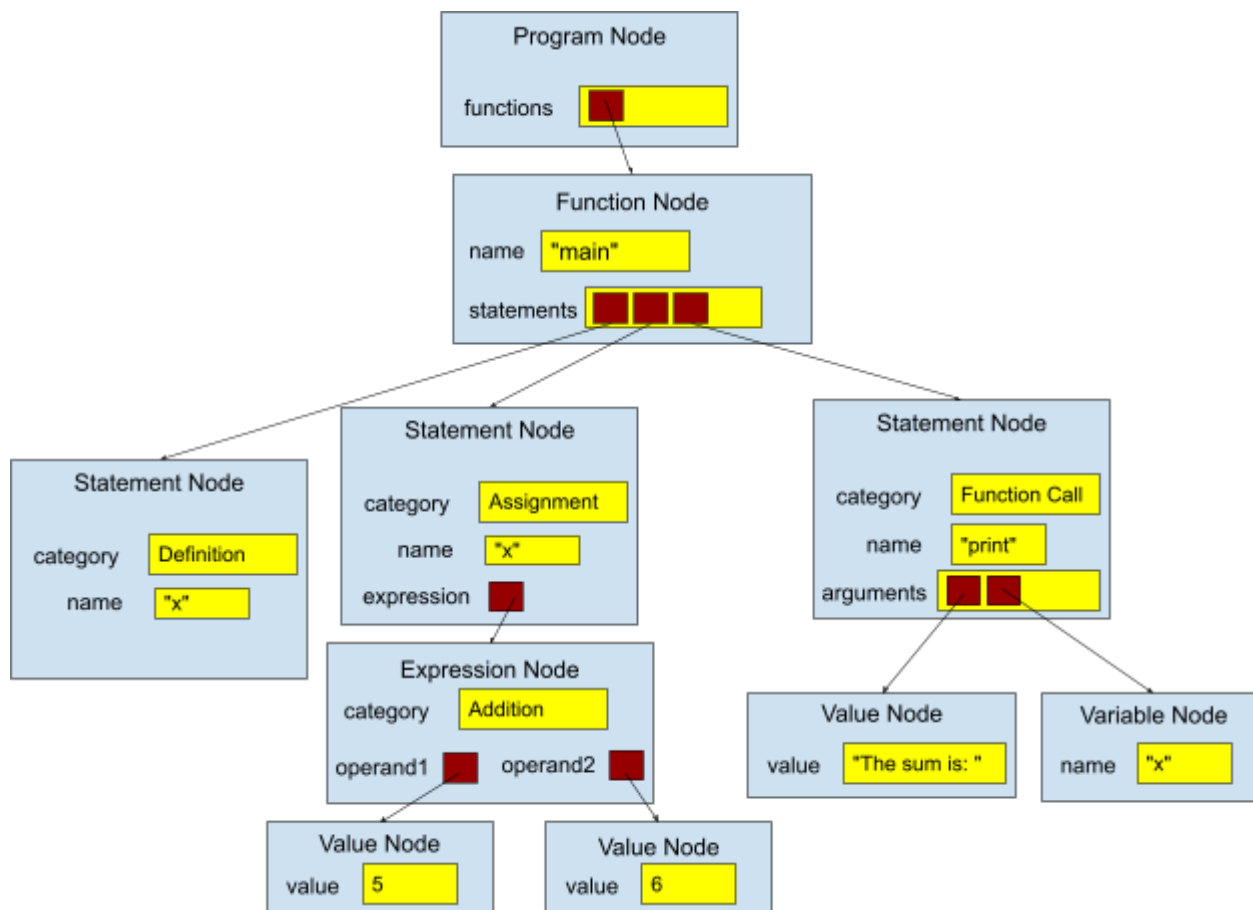 Program Node
functions
Function Node
name "main"
statements
Statement Node
category Definition
name "x"
Statement Node
category Assignment
name "x"
expression
Expression Node
category Addition
operand1 operand2
Value Node
value 5
Value Node
value 6
Statement Node
category Function Call
name "print"
arguments
Value Node
value "The sum is: "
Variable Node
name "x"